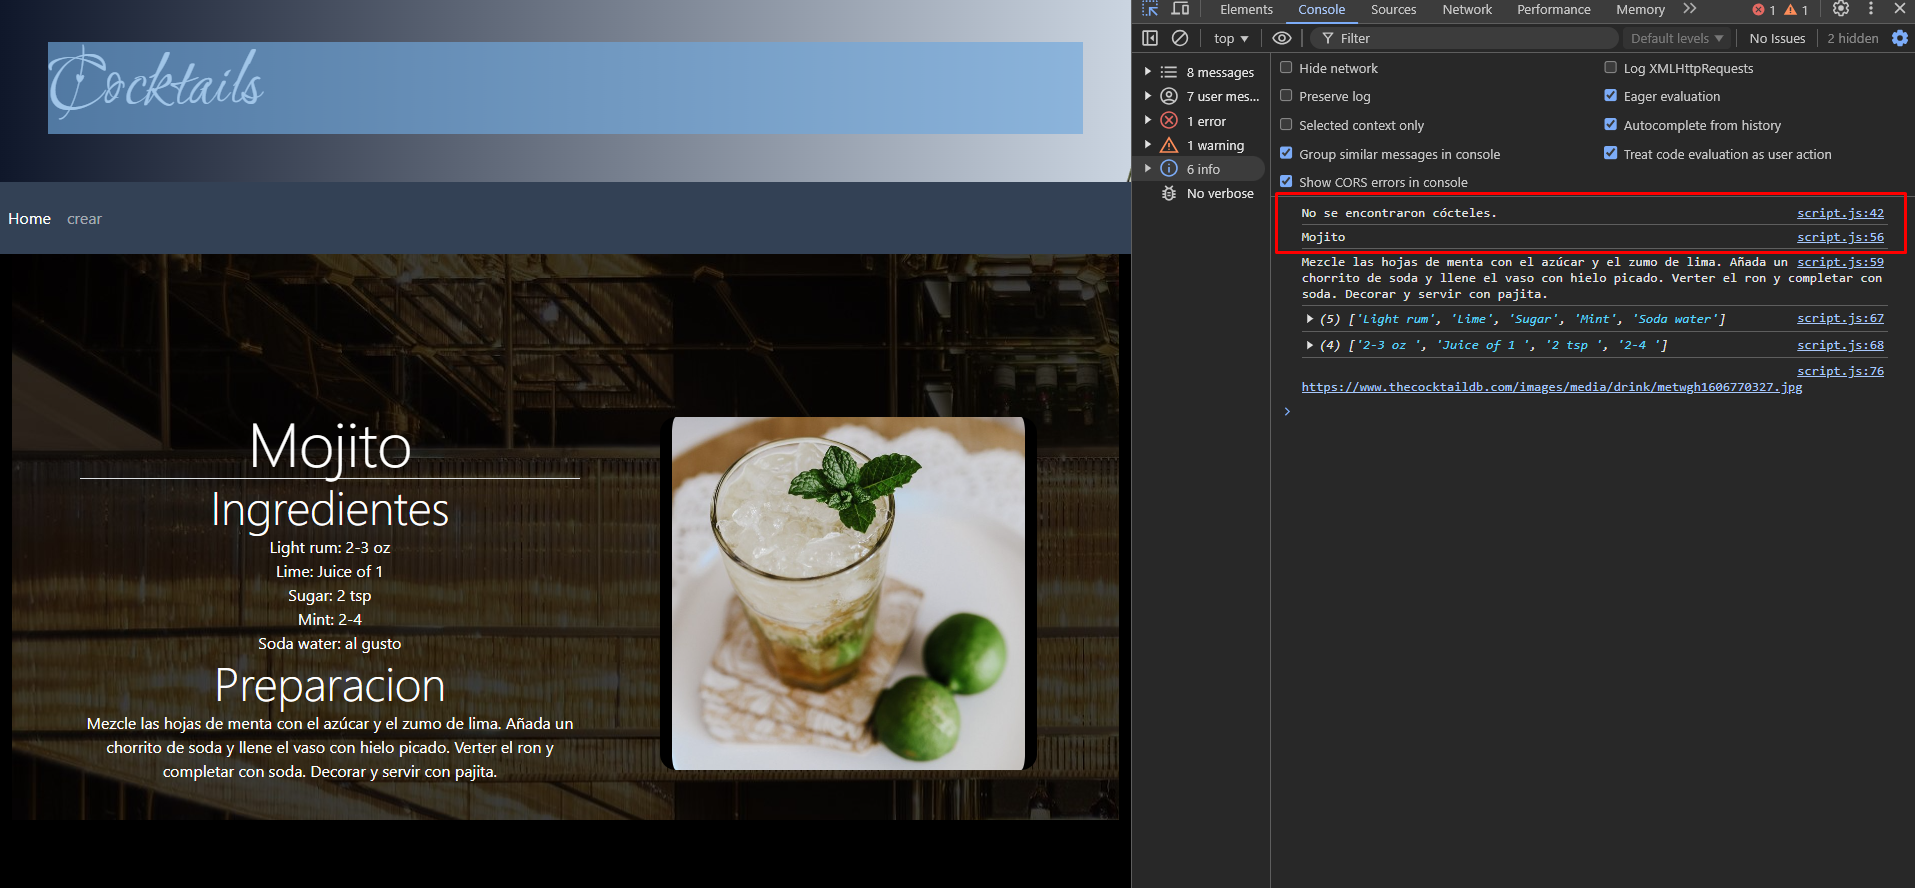 Cocktails
Home crear
Mojito
Ingredientes
Light rum: 2-3 oz
Lime: Juice of 1
Sugar: 2 tsp
Mint: 2-4
Soda water: al gusto
Preparacion
Mezcle las hojas de menta con el azúcar y el zumo de lima. Añada un
chorrito de soda y llene el vaso con hielo picado. Verter el ron y
completar con soda. Decorar y servir con pajita.
Elements Console Sources Network Performance Memory 1 1
top Filter Default levels No Issues 2 hidden
8 messages
7 user mes...
1 error
1 warning
6 info
No verbose
Hide network Log XMLHttpRequests
Preserve log Eager evaluation
Selected context only Autocomplete from history
Group similar messages in console Treat code evaluation as user action
Show CORS errors in console
No se encontraron cócteles. script.js:42
Mojito script.js:56
Mezcle las hojas de menta con el azúcar y el zumo de lima. Añada un script.js:59
chorrito de soda y llene el vaso con hielo picado. Verter el ron y completar con
soda. Decorar y servir con pajita.
(5) ['Light rum', 'Lime', 'Sugar', 'Mint', 'Soda water'] script.js:67
(4) ['2-3 oz ', 'Juice of 1 ', '2 tsp ', '2-4 '] script.js:68
script.js:76
https://www.thecocktaildb.com/images/media/drink/metwgh1606770327.jpg